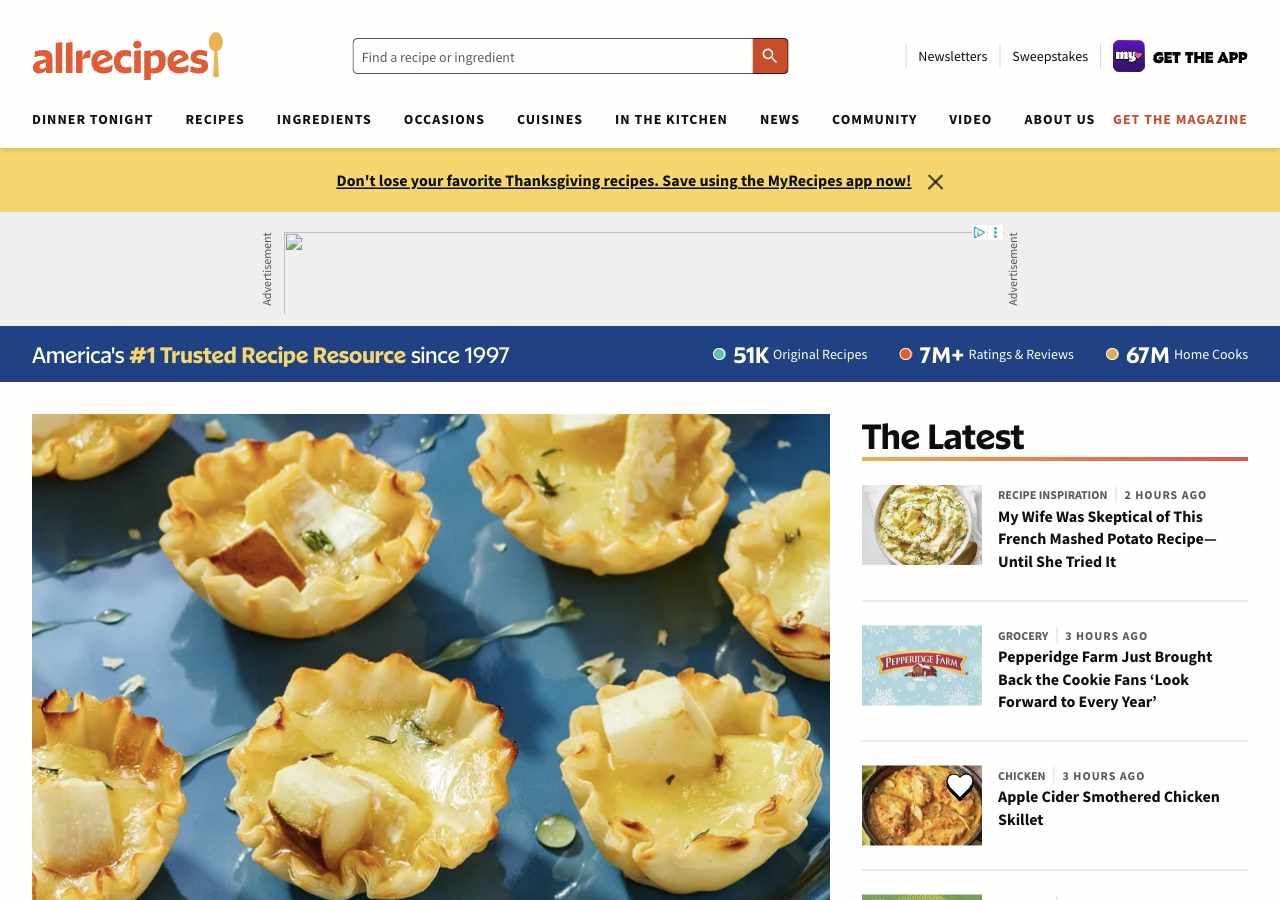 allrecipes
Find a recipe or ingredient
Newsletters
Sweepstakes
my
GET THE APP
DINNER TONIGHT
RECIPES
INGREDIENTS
OCCASIONS
CUISINES
IN THE KITCHEN
NEWS
COMMUNITY
VIDEO
ABOUT US
GET THE MAGAZINE
Don't lose your favorite Thanksgiving recipes. Save using the MyRecipes app now!
Advertisement
Advertisement
America's #1 Trusted Recipe Resource since 1997
51K Original Recipes
7M+ Ratings & Reviews
67M Home Cooks
The Latest
RECIPE INSPIRATION
2 HOURS AGO
My Wife Was Skeptical of This
French Mashed Potato Recipe—
Until She Tried It
PEPPERIDGE FARM
GROCERY
3 HOURS AGO
Pepperidge Farm Just Brought
Back the Cookie Fans ‘Look
Forward to Every Year’
CHICKEN
3 HOURS AGO
Apple Cider Smothered Chicken
Skillet